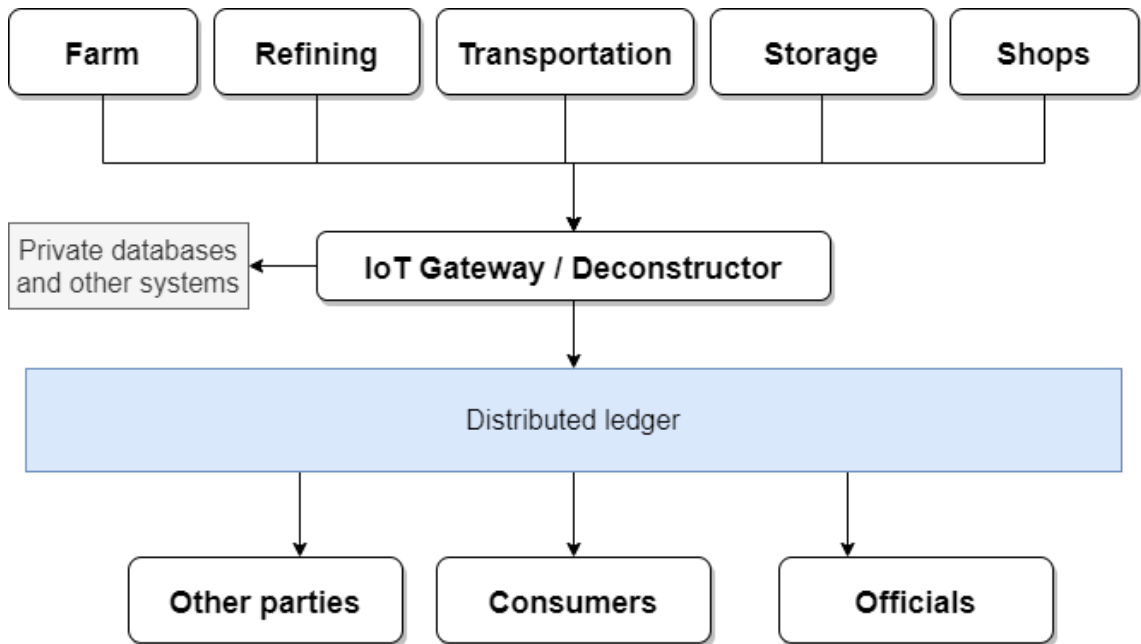 Farm
Refining
Transportation
Storage
Shops
Private databases
and other systems
IoT Gateway / Deconstructor
Distributed ledger
Other parties
Consumers
Officials